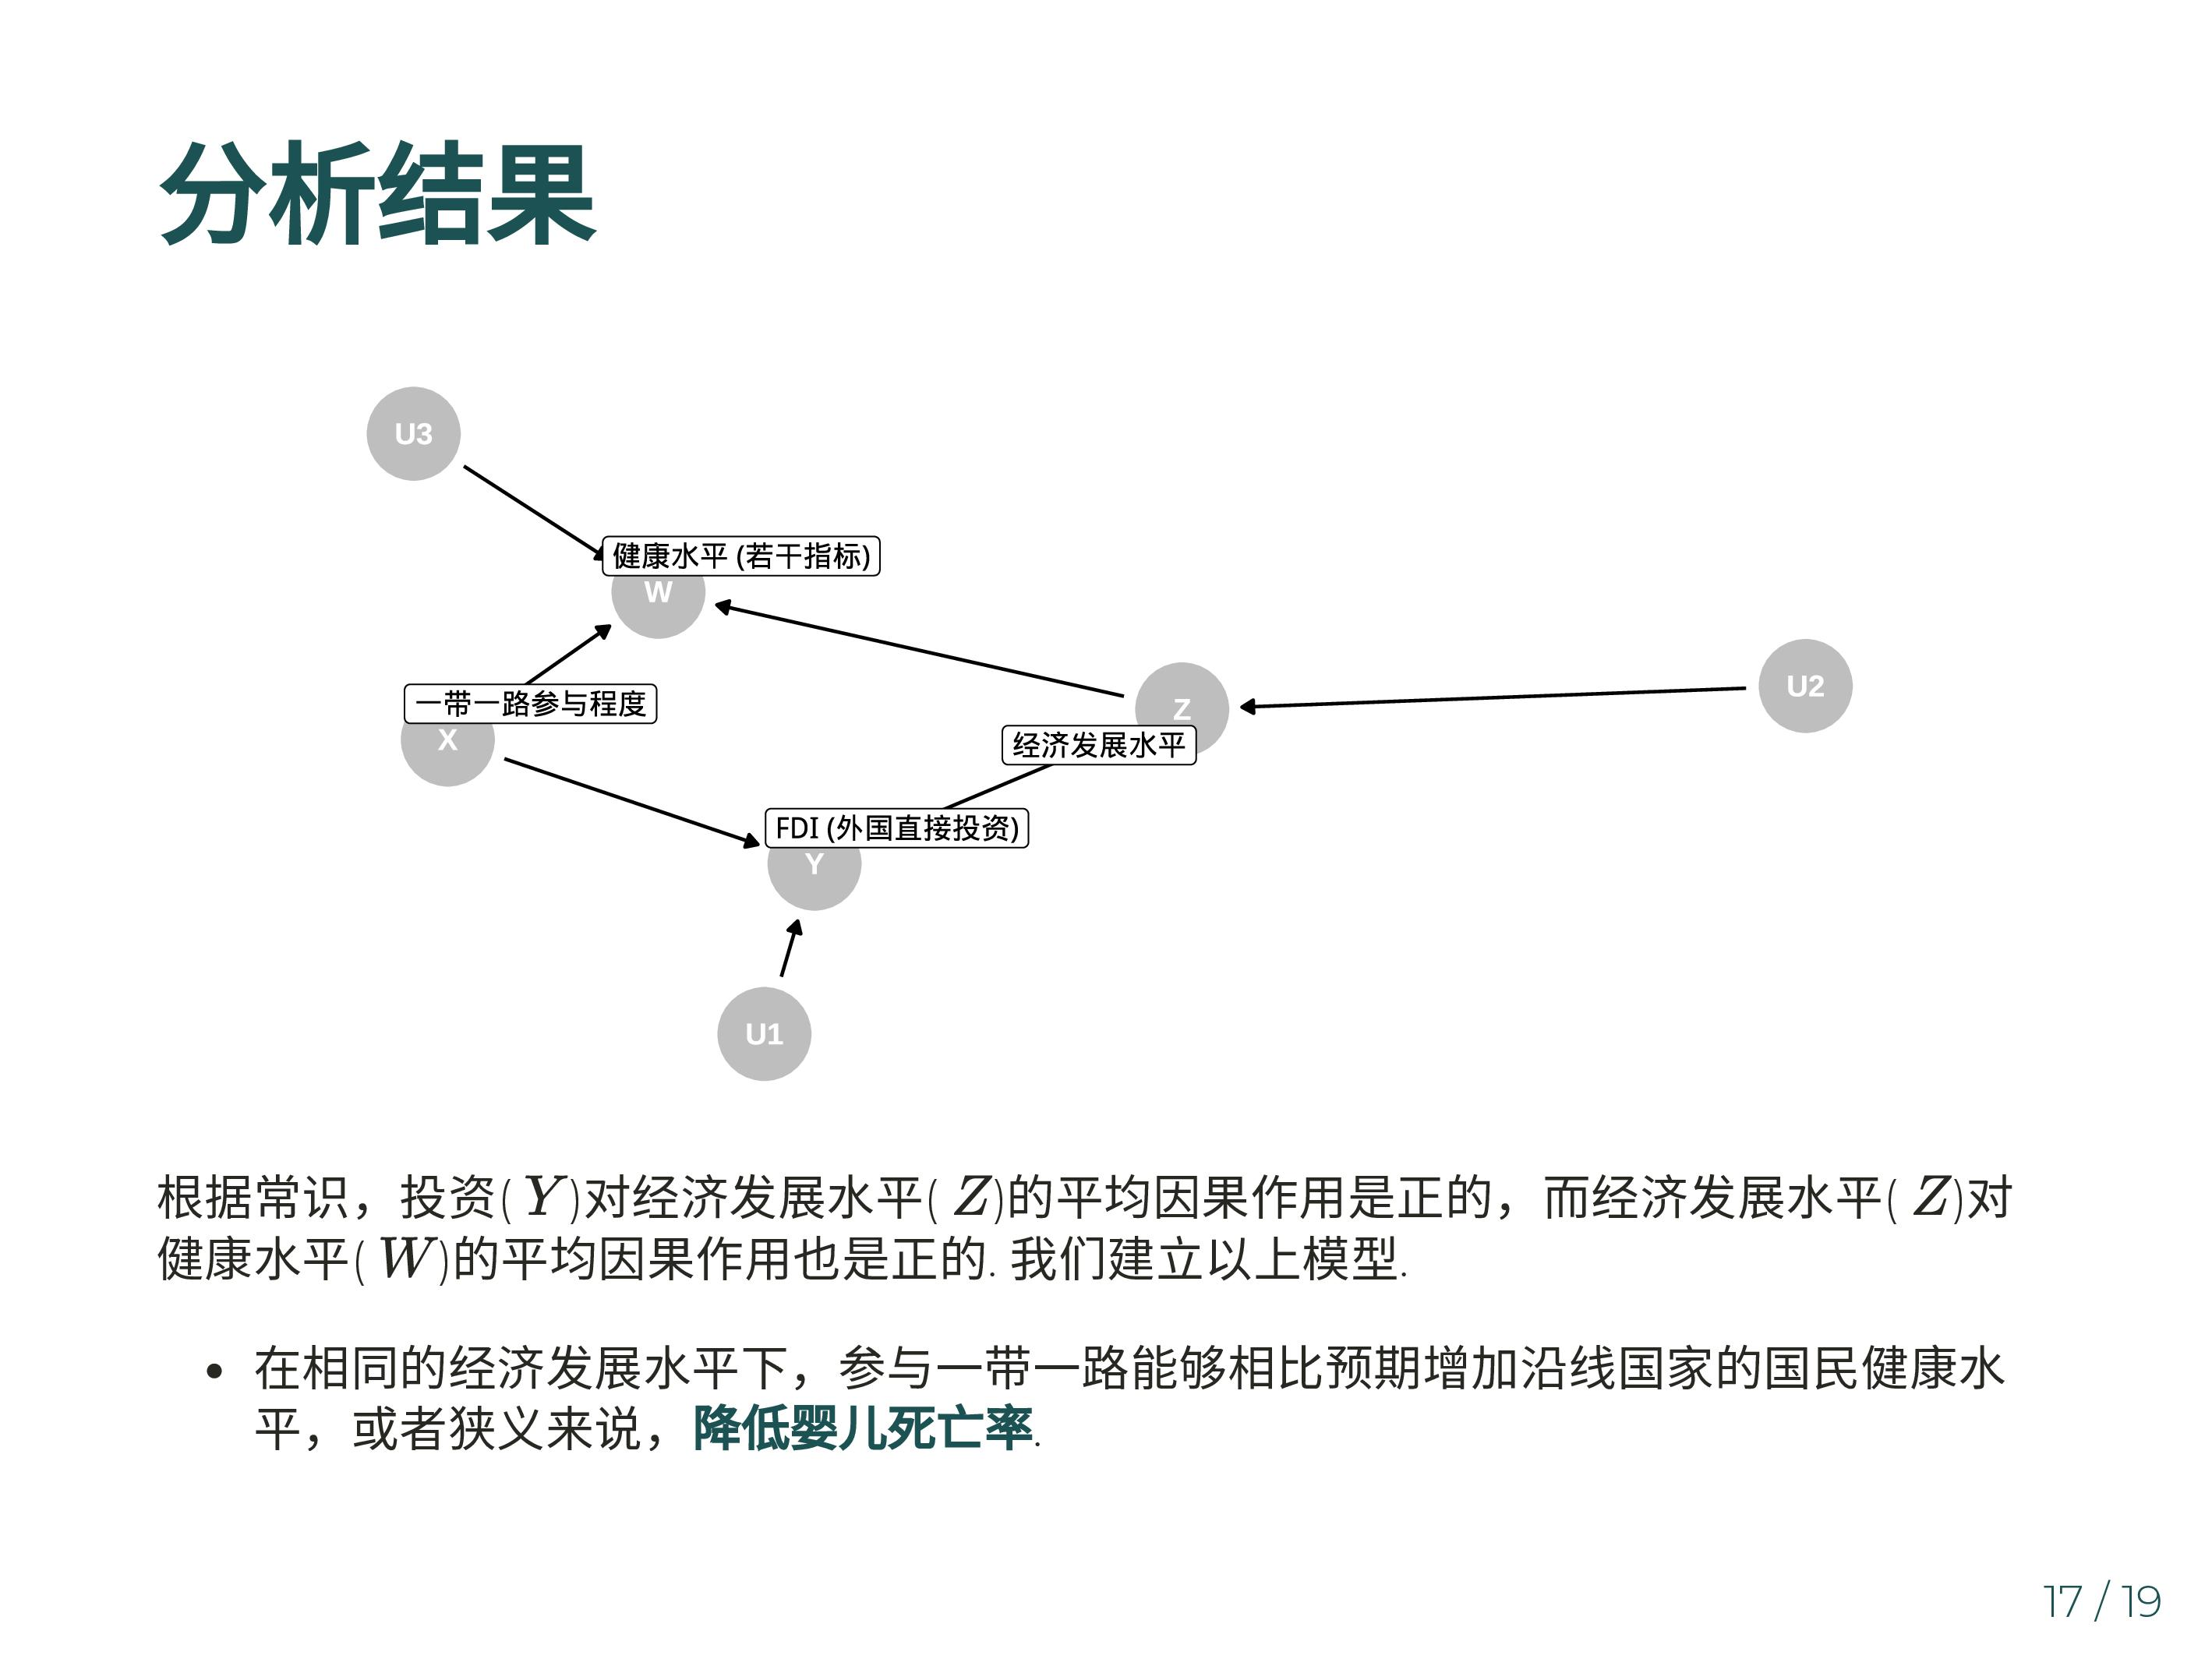 分析结果
U3
健康水平 (若干指标)
W
一带一路参与程度
X
Z
经济发展水平
U2
FDI (外国直接投资)
Y
U1
根据常识，投资(Y)对经济发展水平(Z)的平均因果作用是正的，而经济发展水平(Z)对
健康水平(W)的平均因果作用也是正的. 我们建立以上模型.
• 在相同的经济发展水平下，参与一带一路能够相比预期增加沿线国家的国民健康水
平，或者狭义来说，降低婴儿死亡率.
17 / 19